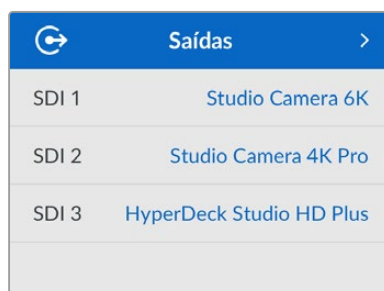 Saídas
SDI 1 Studio Camera 6K
SDI 2 Studio Camera 4K Pro
SDI 3 HyperDeck Studio HD Plus